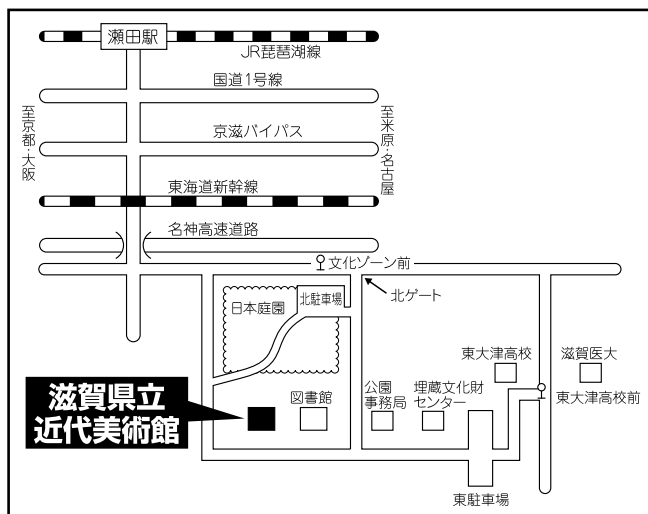 瀬田駅
JR琵琶湖線
国道1号線
至京都・大阪
至米原・名古屋
京滋バイパス
東海道新幹線
名神高速道路
文化ゾーン前
北ゲート
日本庭園
北駐車場
東大津高校
滋賀医大
滋賀県立
近代美術館
図書館
公園
事務局
埋蔵文化財
センター
東大津高校前
東駐車場